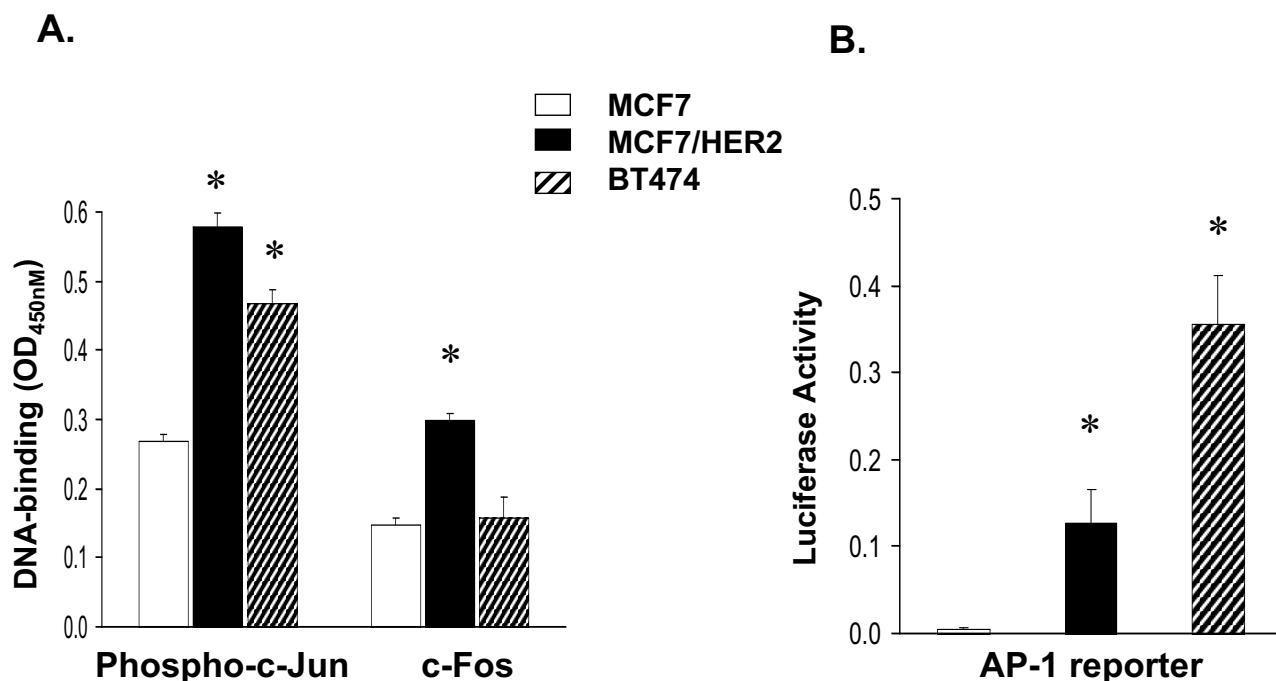 A.
B.
MCF7
MCF7/HER2
BT474
*
*
*
DNA-binding (OD450nM)
0.6
0.5
0.4
0.3
0.2
0.1
0.0
Phospho-c-Jun c-Fos
*
*
Luciferase Activity
0.5
0.4
0.3
0.2
0.1
0.0
AP-1 reporter